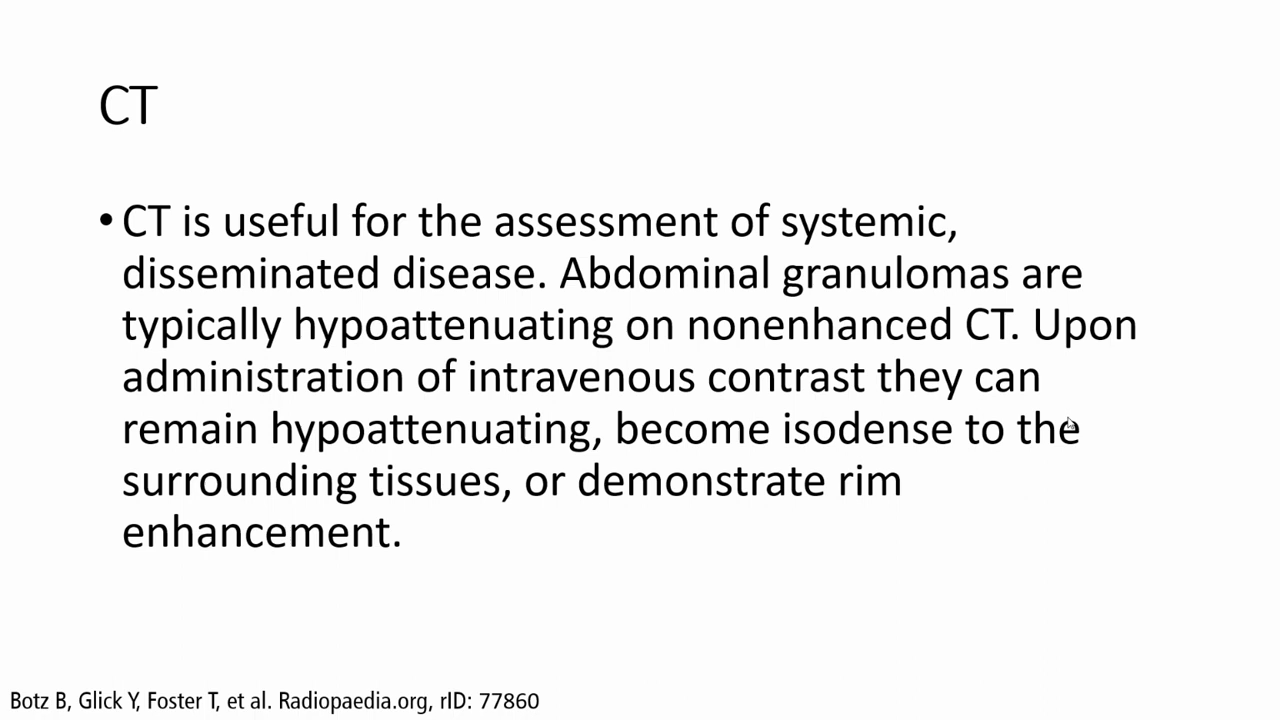 CT
• CT is useful for the assessment of systemic,
disseminated disease. Abdominal granulomas are
typically hypoattenuating on nonenhanced CT. Upon
administration of intravenous contrast they can
remain hypoattenuating, become isodense to the
surrounding tissues, or demonstrate rim
enhancement.
Botz B, Glick Y, Foster T, et al. Radiopaedia.org, rID: 77860